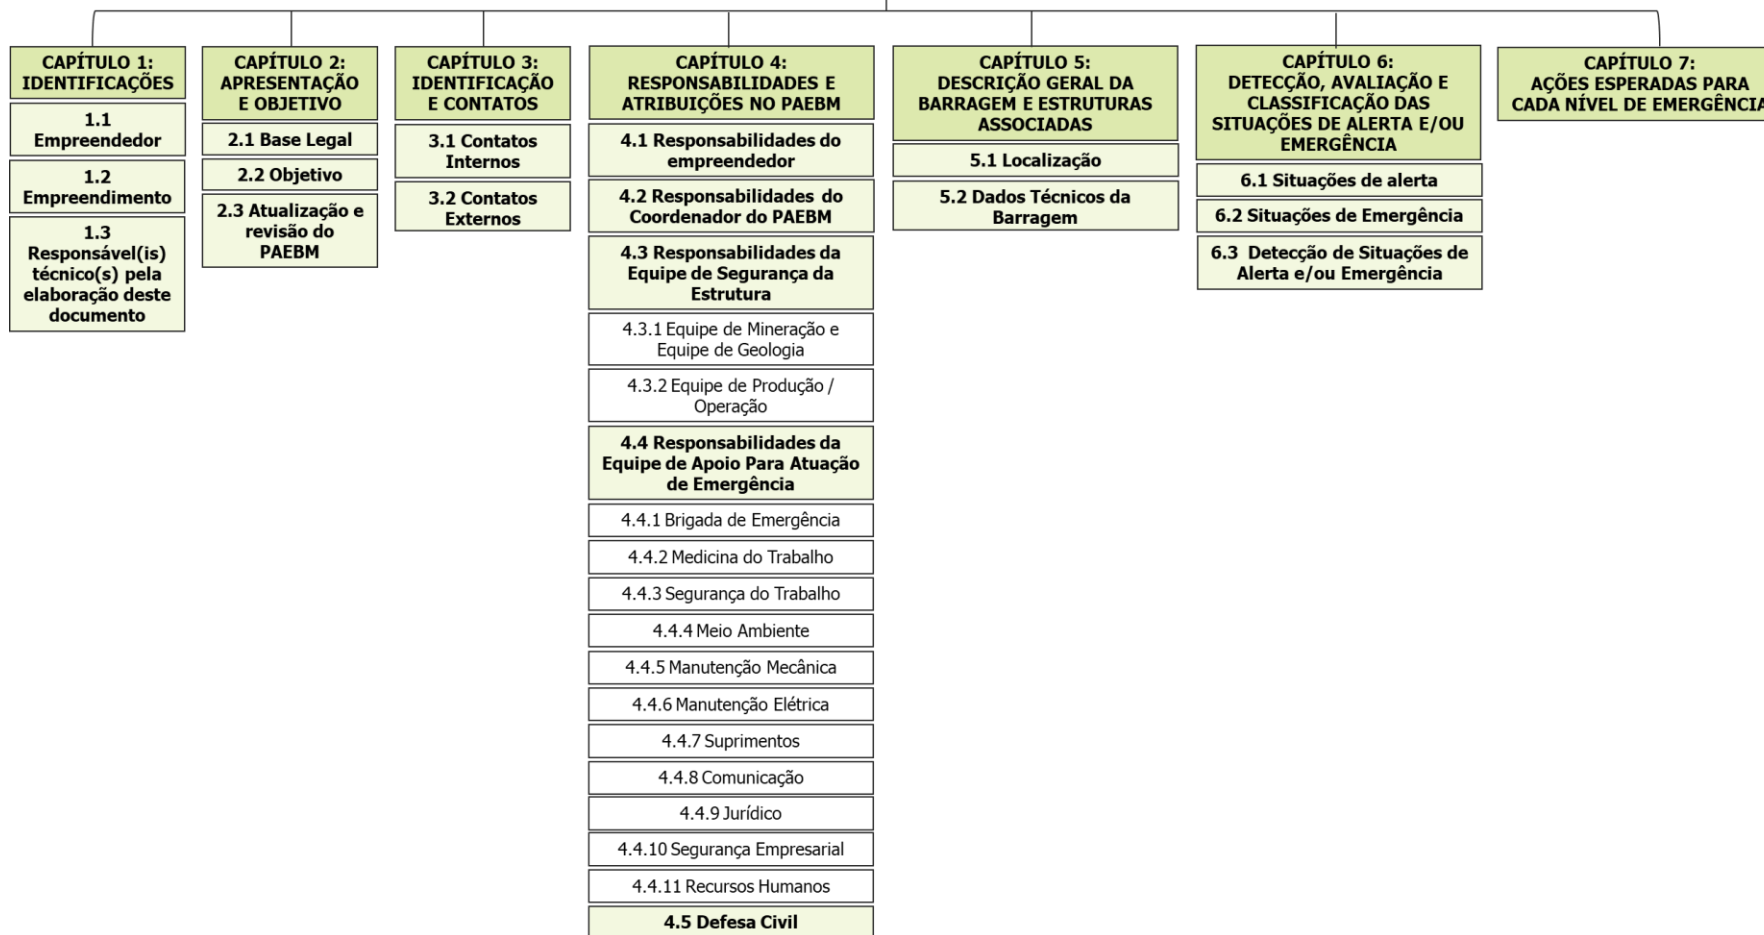 CAPÍTULO 1:
IDENTIFICAÇÕES
1.1
Empreendedor
1.2
Empreendimento
1.3
Responsável(is)
técnico(s) pela
elaboração deste
documento
CAPÍTULO 2:
APRESENTAÇÃO
E OBJETIVO
2.1 Base Legal
2.2 Objetivo
2.3 Atualização e
revisão do
PAEBM
CAPÍTULO 3:
IDENTIFICAÇÃO
E CONTATOS
3.1 Contatos
Internos
3.2 Contatos
Externos
CAPÍTULO 4:
RESPONSABILIDADES E
ATRIBUIÇÕES NO PAEBM
4.1 Responsabilidades do
empreendedor
4.2 Responsabilidades do
Coordenador do PAEBM
4.3 Responsabilidades da
Equipe de Segurança da
Estrutura
4.3.1 Equipe de Mineração e
Equipe de Geologia
4.3.2 Equipe de Produção /
Operação
4.4 Responsabilidades da
Equipe de Apoio Para Atuação
de Emergência
4.4.1 Brigada de Emergência
4.4.2 Medicina do Trabalho
4.4.3 Segurança do Trabalho
4.4.4 Meio Ambiente
4.4.5 Manutenção Mecânica
4.4.6 Manutenção Elétrica
4.4.7 Suprimentos
4.4.8 Comunicação
4.4.9 Jurídico
4.4.10 Segurança Empresarial
4.4.11 Recursos Humanos
4.5 Defesa Civil
CAPÍTULO 5:
DESCRIÇÃO GERAL DA
BARRAGEM E ESTRUTURAS
ASSOCIADAS
5.1 Localização
5.2 Dados Técnicos da
Barragem
CAPÍTULO 6:
DETECÇÃO, AVALIAÇÃO E
CLASSIFICAÇÃO DAS
SITUAÇÕES DE ALERTA E/OU
EMERGÊNCIA
6.1 Situações de alerta
6.2 Situações de Emergência
6.3 Detecção de Situações de
Alerta e/ou Emergência
CAPÍTULO 7:
AÇÕES ESPERADAS PARA
CADA NÍVEL DE EMERGÊNCIA